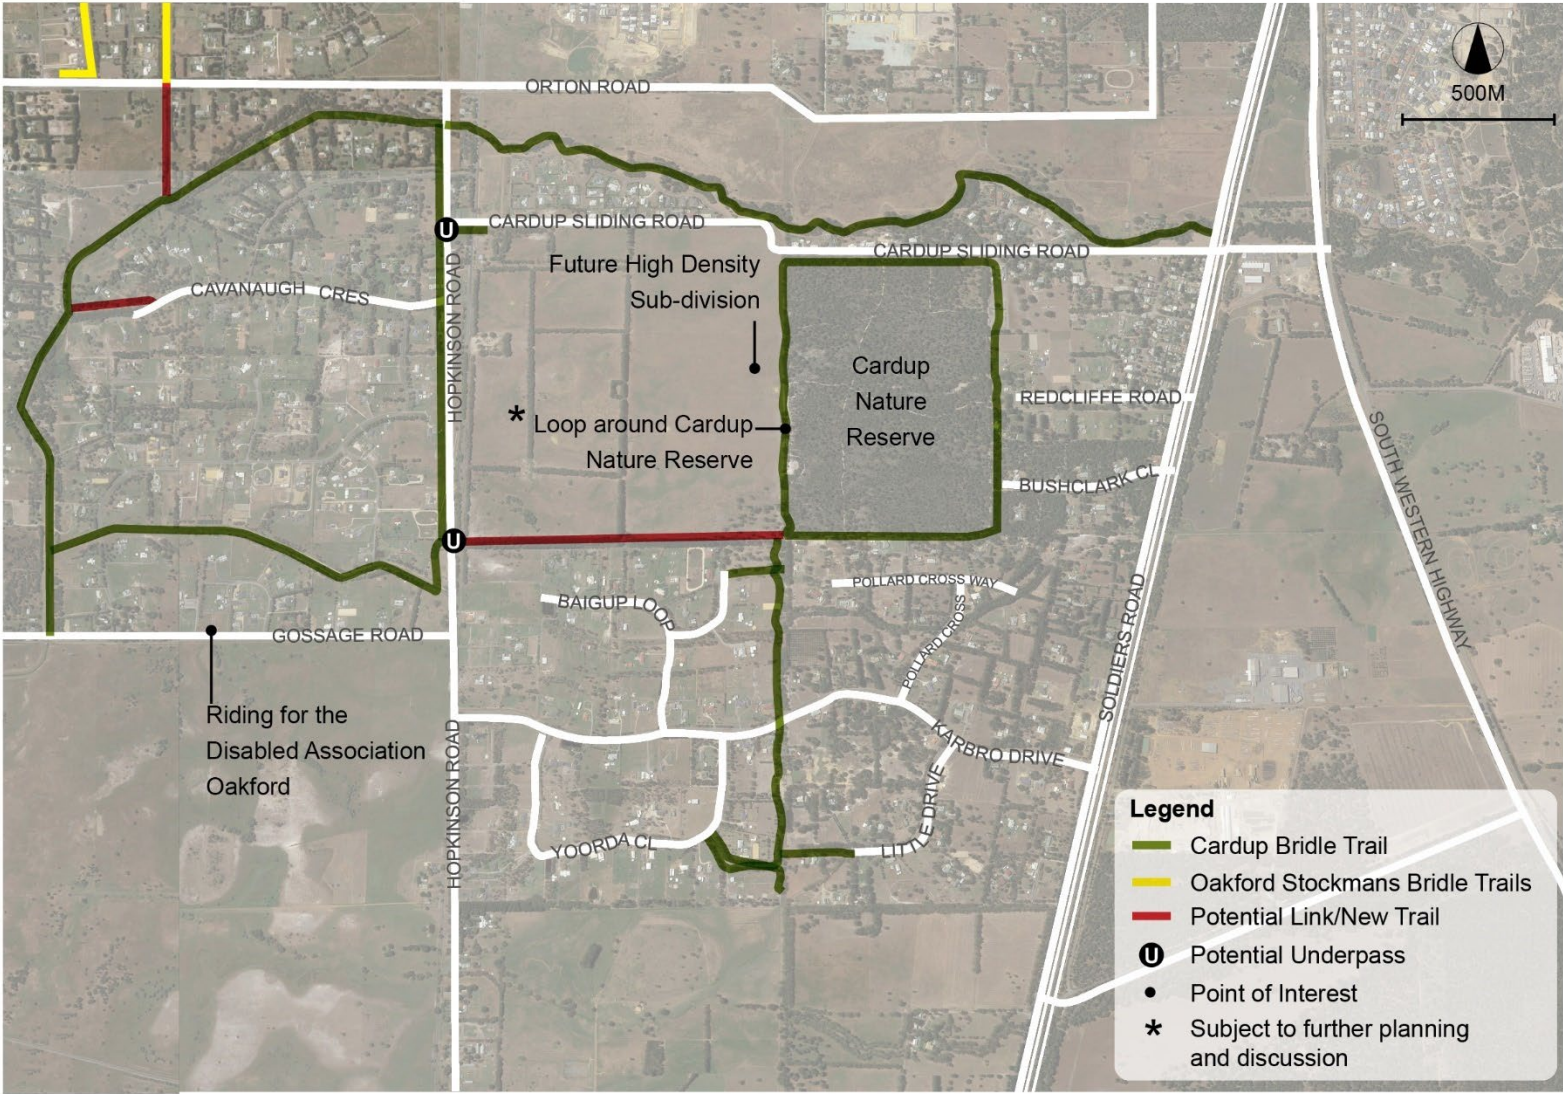 ORTON ROAD
500M
CARDUP SLIDING ROAD
CARDUP SLIDING ROAD
U
Future High Density
Sub-division
CAVANAUGH CRES
HOPKINSON ROAD
Cardup
Nature
Reserve
* Loop around Cardup
Nature Reserve
REDCLIFFE ROAD
BUSHCLARK CL
SOUTH WESTERN HIGHWAY
U
POLLARD CROSS WAY
BAIGUP LOOP
POLLARD CROSS
SOLDIERS ROAD
GOSSAGE ROAD
Riding for the
Disabled Association
Oakford
HOPKINSON ROAD
KARBRO DRIVE
LITTLE DRIVE
YOORDA CL
Legend
Cardup Bridle Trail
Oakford Stockmans Bridle Trails
Potential Link/New Trail
U Potential Underpass
Point of Interest
* Subject to further planning
and discussion